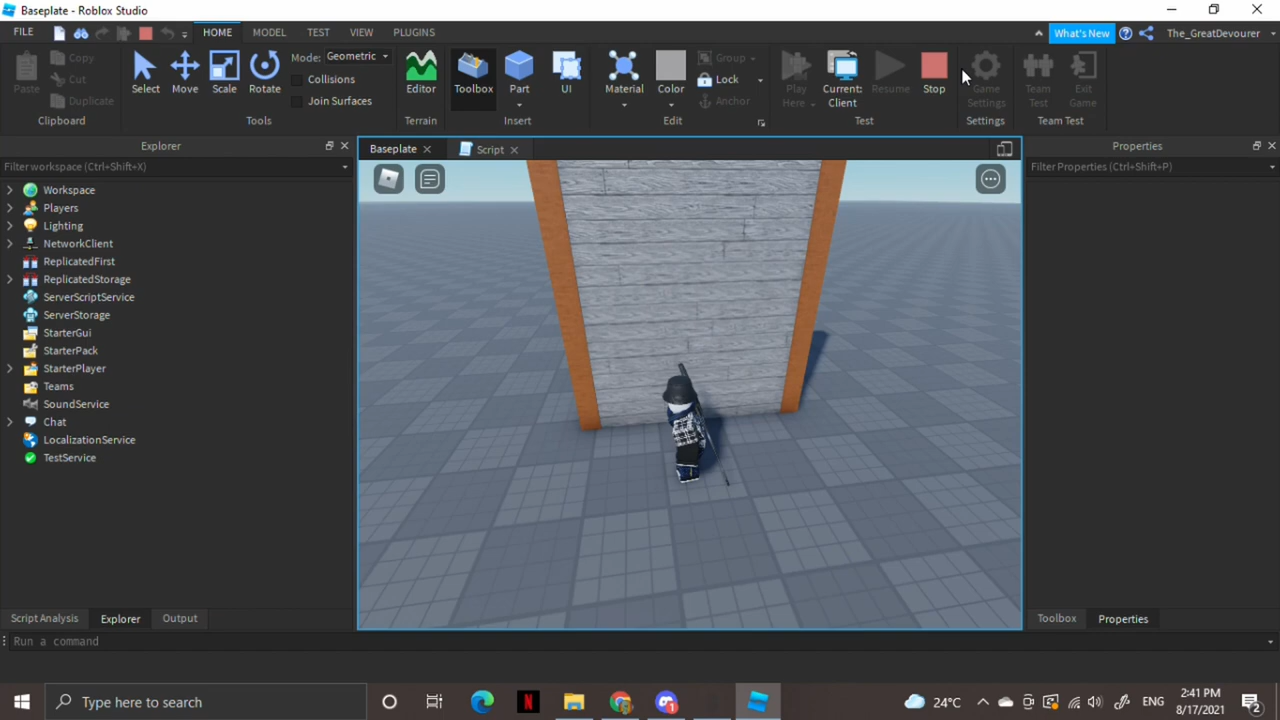 Baseplate - Roblox Studio
FILE HOME MODEL TEST VIEW PLUGINS What's New The_GreatDevourer
Paste Copy Cut Duplicate Clipboard
Select Move Scale Rotate Mode: Geometric Collisions Join Surfaces Tools
Editor Terrain
Toolbox Part UI Insert
Material Color Group Lock Anchor Edit
Play Here Current: Client Resume Stop Test
Game Settings Settings
Team Test Exit Game Team Test
Explorer
Filter workspace (Ctrl+Shift+X)
Workspace
Players
Lighting
NetworkClient
ReplicatedFirst
ReplicatedStorage
ServerScriptService
ServerStorage
StarterGui
StarterPack
StarterPlayer
Teams
SoundService
Chat
LocalizationService
TestService
Script Analysis Explorer Output
Baseplate Script
Properties
Filter Properties (Ctrl+Shift+P)
Toolbox Properties
Run a command
Type here to search
N
1
24°C ENG
2:41 PM
8/17/2021
2